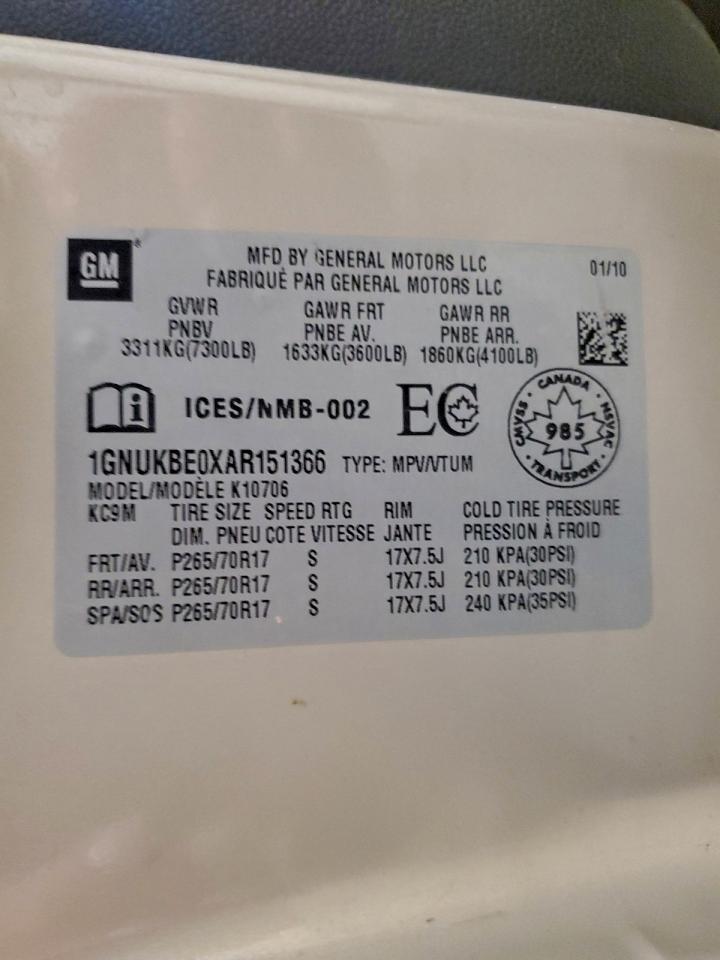 GM
MFD BY GENERAL MOTORS LLC
FABRIQUÉ PAR GENERAL MOTORS LLC
01/10
GVWR GAWR FRT GAWR RR
PNBV PNBE AV. PNBE ARR.
3311KG(7300LB) 1633KG(3600LB) 1860KG(4100LB)
i ICES/NMB-002 EC
CANADA
CMVSS • NSVAC
985
TRANSPORT
1GNUKBE0XAR151366 TYPE: MPV/VTUM
MODEL/MODÈLE K10706
KC9M TIRE SIZE SPEED RTG RIM COLD TIRE PRESSURE
DIM. PNEU COTE VITESSE JANTE PRESSION À FROID
FRT/AV. P265/70R17 S 17X7.5J 210 KPA(30PSI)
RR/ARR. P265/70R17 S 17X7.5J 210 KPA(30PSI)
SPA/SOS P265/70R17 S 17X7.5J 240 KPA(35PSI)